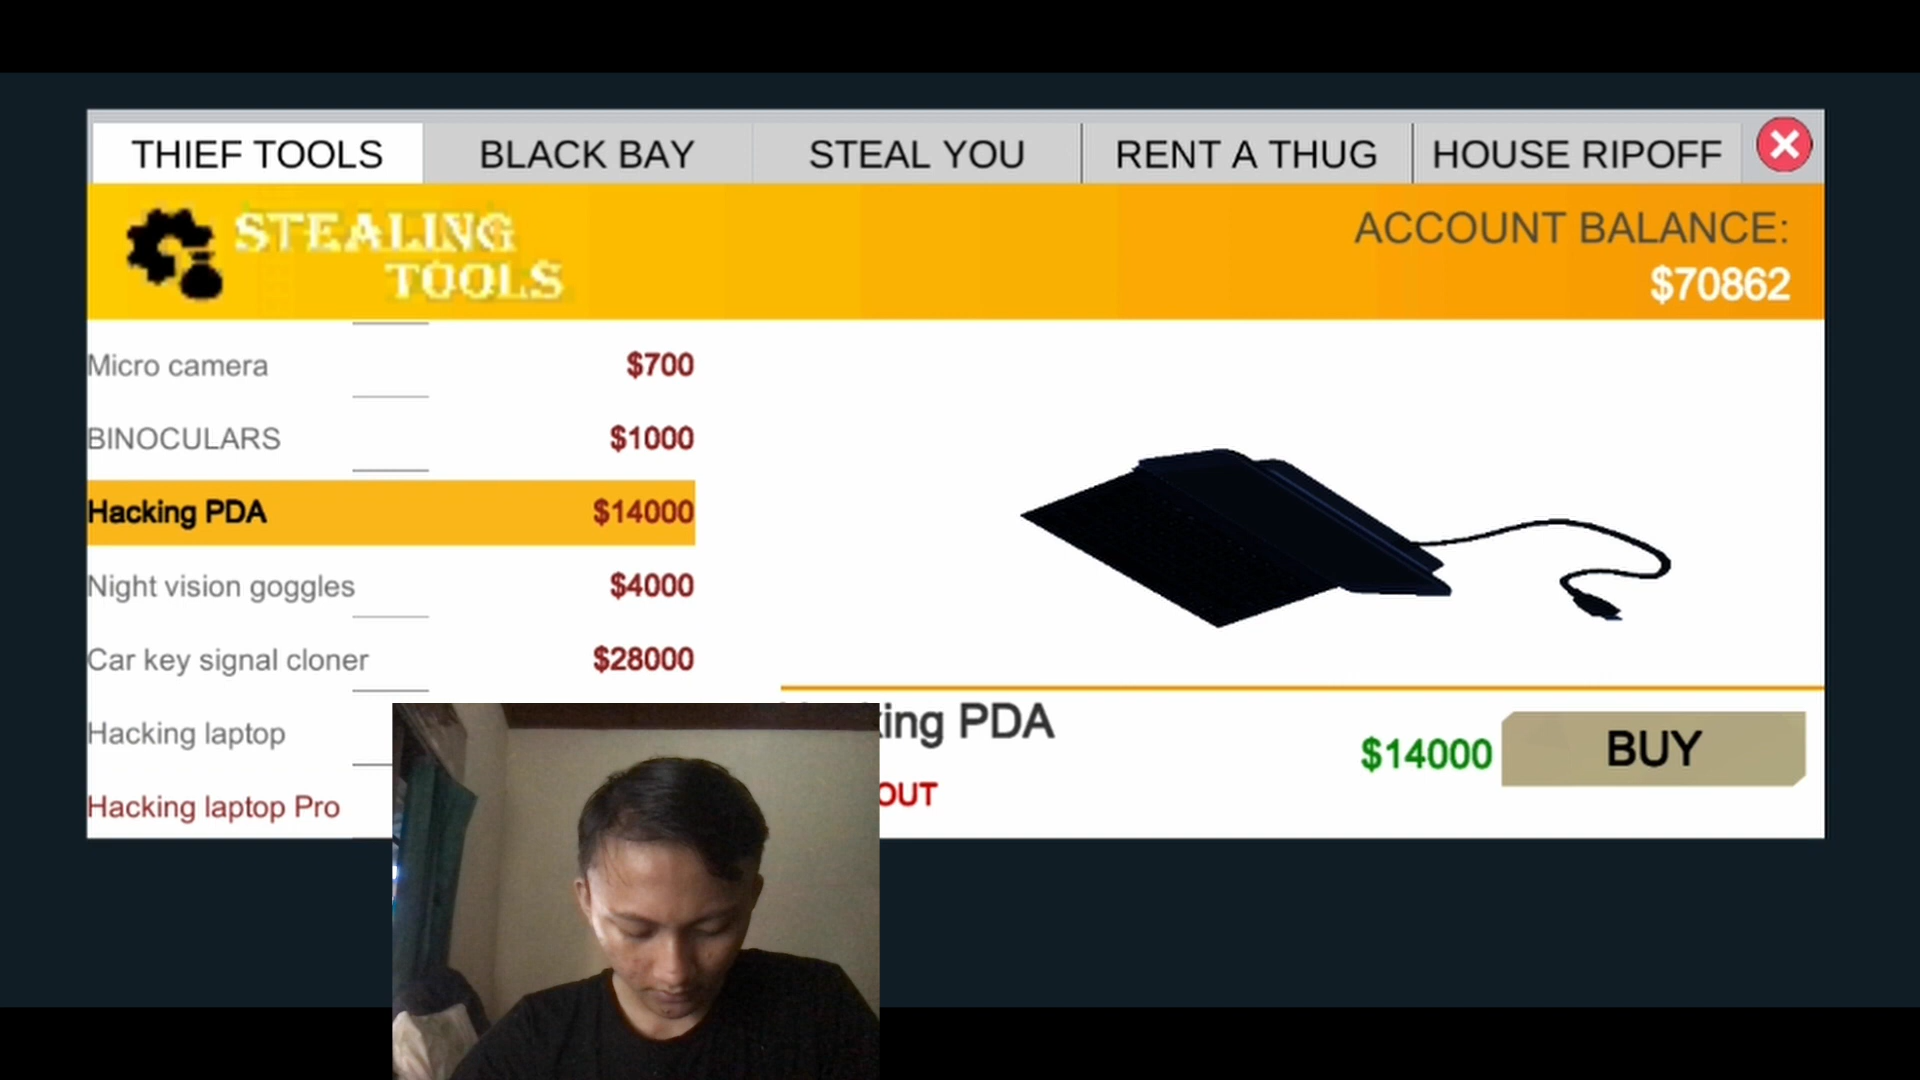 THIEF TOOLS
BLACK BAY
STEAL YOU
RENT A THUG
HOUSE RIPOFF
STEALING
TOOLS
ACCOUNT BALANCE:
$70862
Micro camera $700
BINOCULARS $1000
Hacking PDA $14000
Night vision goggles $4000
Car key signal cloner $28000
Hacking laptop
Hacking laptop Pro
PDA
$14000
BUY
OUT